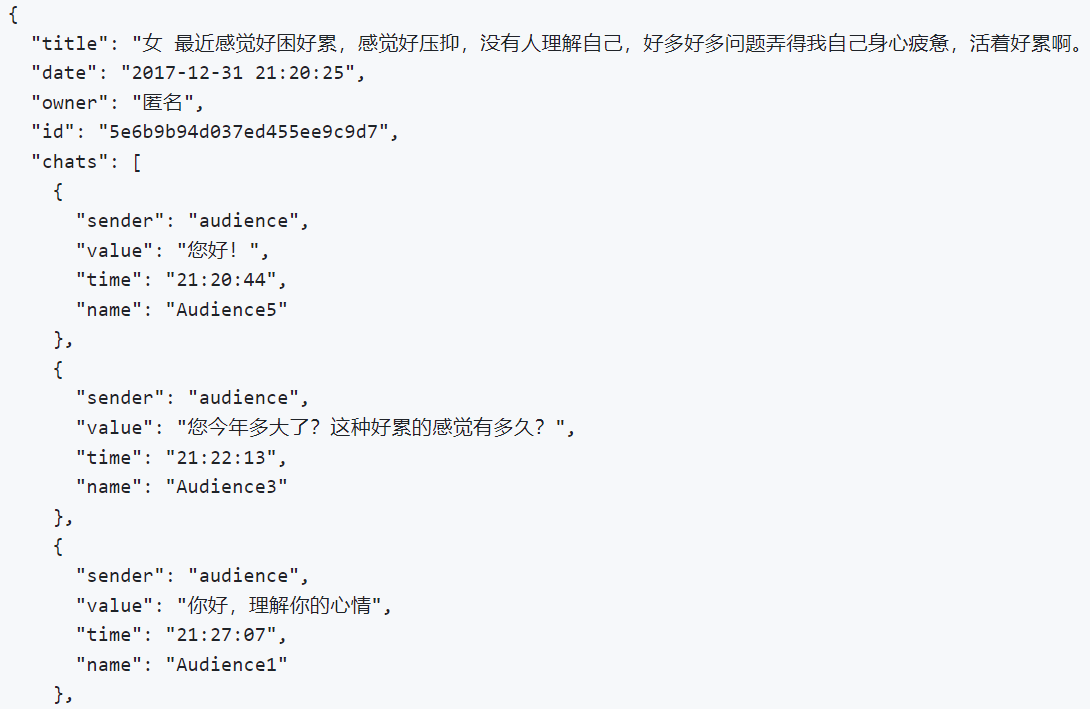 {
"title": "女 最近感觉好困好累，感觉好压抑，没有人理解自己，好多好多问题弄得我自己身心疲惫，活着好累啊。
"date": "2017-12-31 21:20:25",
"owner": "匿名",
"id": "5e6b9b94d037ed455ee9c9d7",
"chats": [
{
"sender": "audience",
"value": "您好！",
"time": "21:20:44",
"name": "Audience5"
},
{
"sender": "audience",
"value": "您今年多大了？这种好累的感觉有多久？",
"time": "21:22:13",
"name": "Audience3"
},
{
"sender": "audience",
"value": "你好，理解你的心情",
"time": "21:27:07",
"name": "Audience1"
},